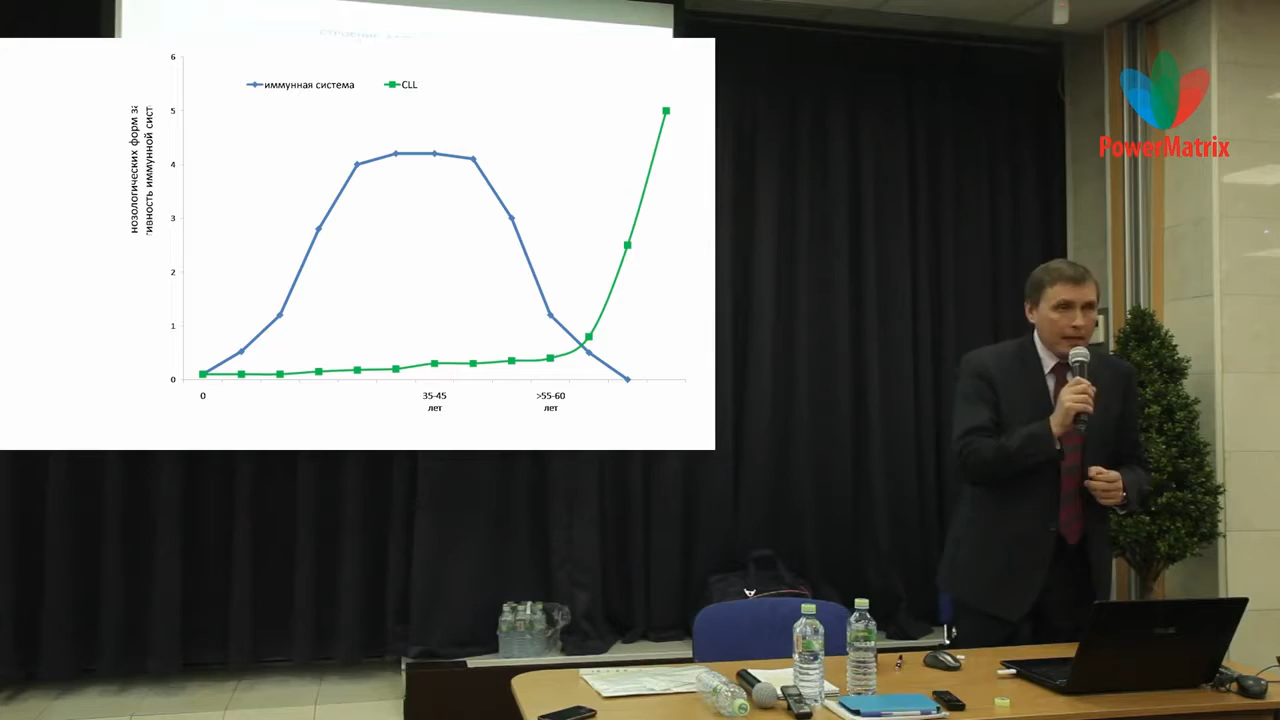 6
иммунная система
CLL
5
нозологических форм за
тивность иммунной сист
4
3
2
1
0
0
35-45
лет
>55-60
лет
PowerMatrix